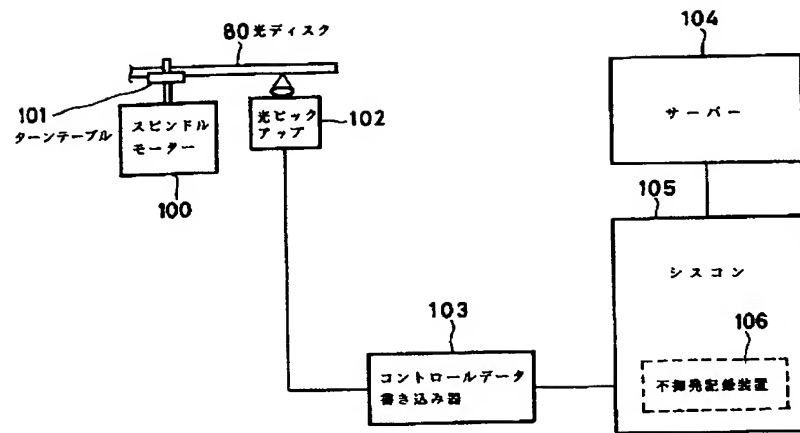 80 光ディスク
104
101
ターンテーブル
スピンドル
モーター
光ピック
アップ
102
サーバー
100
105
シスコン
103
106
コントロールデータ
書き込み器
不揮発記録装置